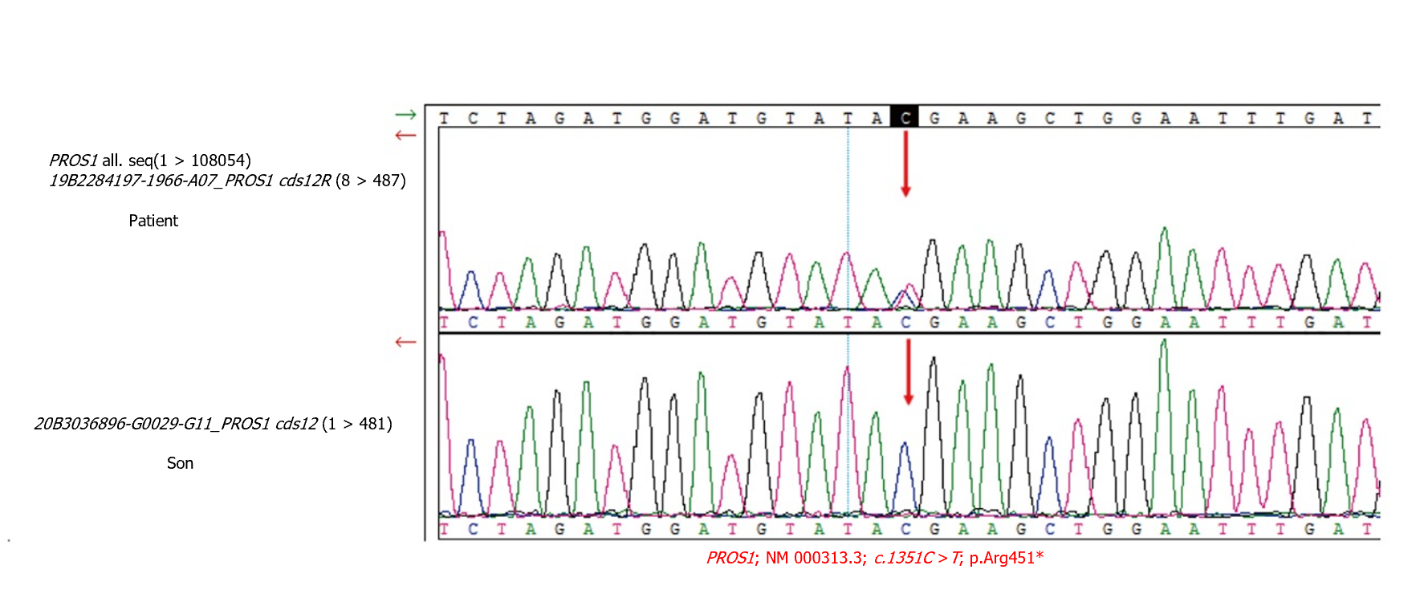 → T C T A G A T G G A T G T A T A C G A A G C T G G A A T T T G A T
←
PROS1 all. seq(1 > 108054)
19B2284197-1966-A07_PROS1 cds12R (8 > 487)
Patient
T C T A G A T G G A T G T A T A C G A A G C T G G A A T T T G A T
←
20B3036896-G0029-G11_PROS1 cds12 (1 > 481)
Son
T C T A G A T G G A T G T A T A C G A A G C T G G A A T T T G A T
PROS1; NM 000313.3; c.1351C > T; p.Arg451*